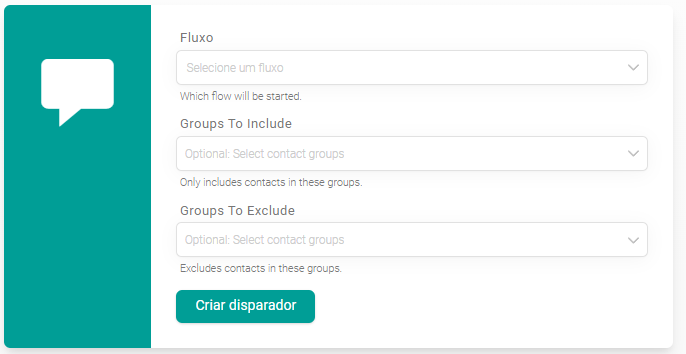 Fluxo
Selecione um fluxo
Which flow will be started.
Groups To Include
Optional: Select contact groups
Only includes contacts in these groups.
Groups To Exclude
Optional: Select contact groups
Excludes contacts in these groups.
Criar disparador